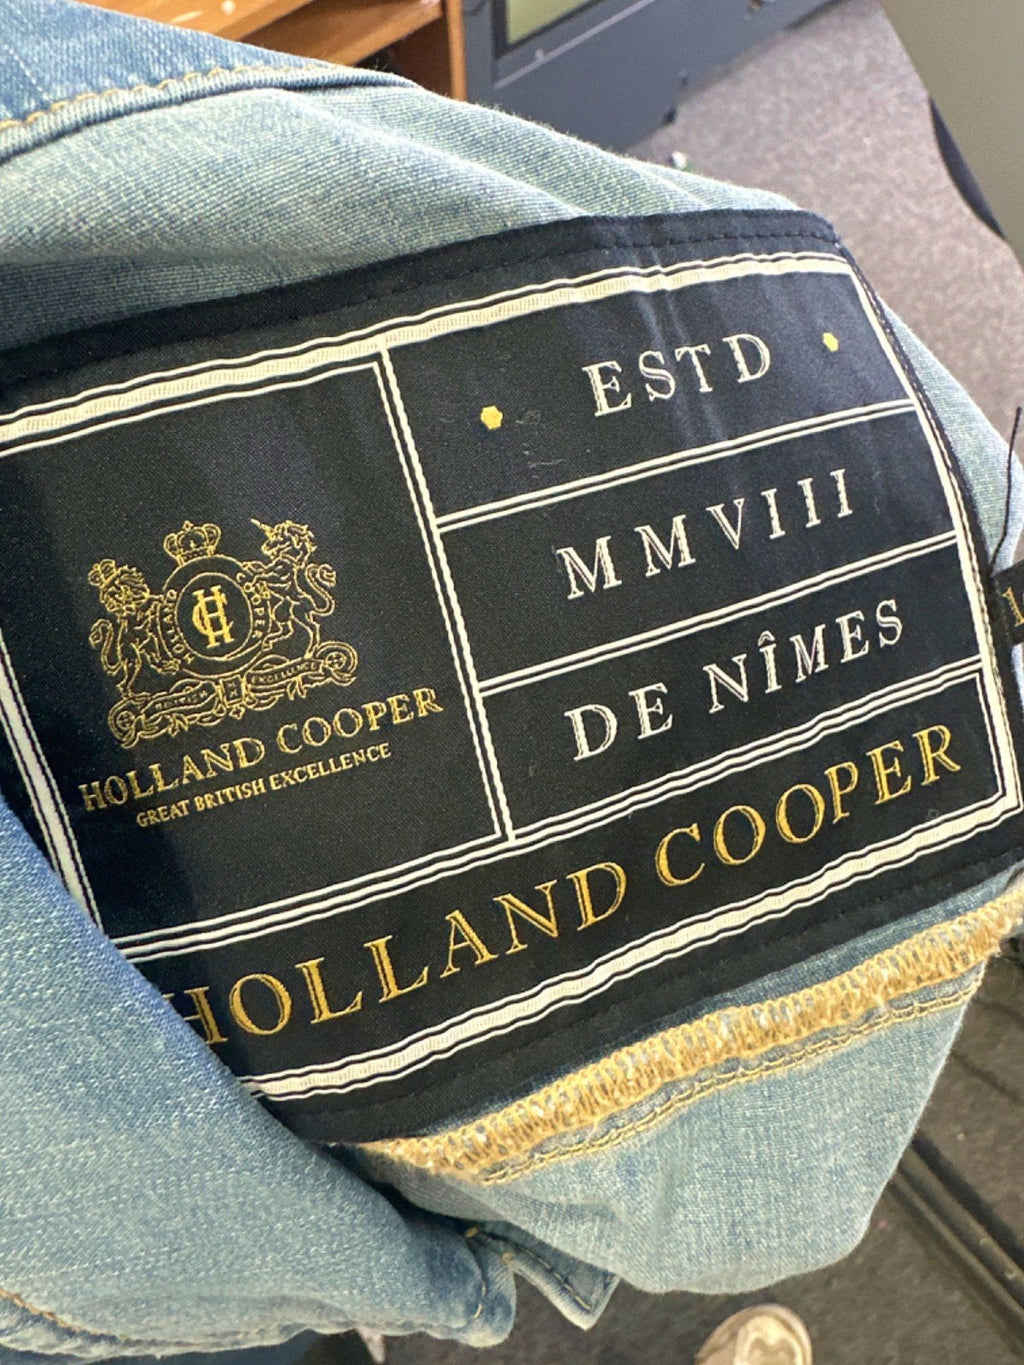 HOLLAND COOPER
GREAT BRITISH EXCELLENCE
ESTD
MMVIII
DE NÎMES
HOLLAND COOPER